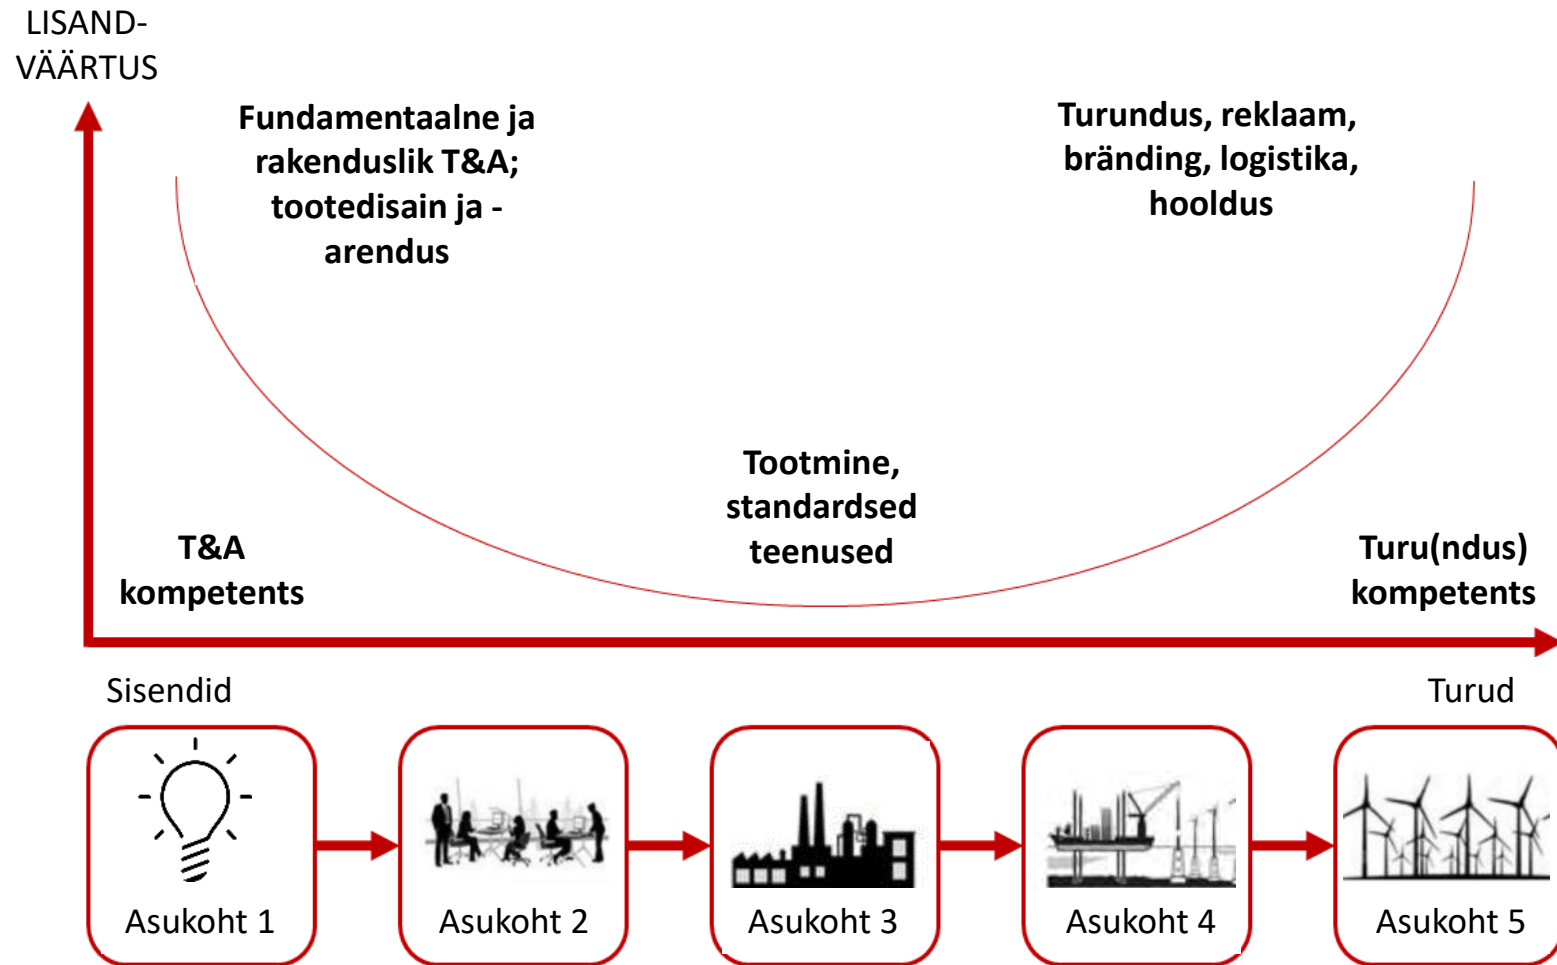 LISAND-
VÄÄRTUS
Fundamentaalne ja
rakenduslik T&A;
tootedisain ja -
arendus
Turundus, reklaam,
bränding, logistika,
hooldus
Tootmine,
standardsed
teenused
T&A
kompetents
Turu(ndus)
kompetents
Sisendid
Turud
Asukoht 1
Asukoht 2
Asukoht 3
Asukoht 4
Asukoht 5